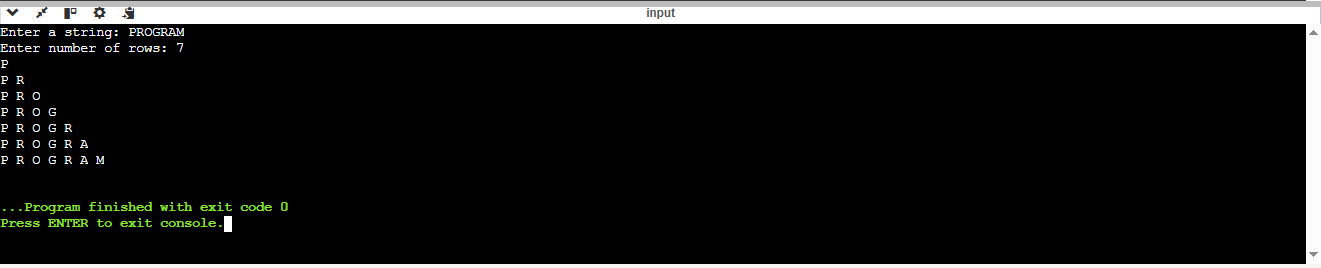 input
Enter a string: PROGRAM
Enter number of rows: 7
P
P R
P R O
P R O G
P R O G R
P R O G R A
P R O G R A M
...Program finished with exit code 0
Press ENTER to exit console.